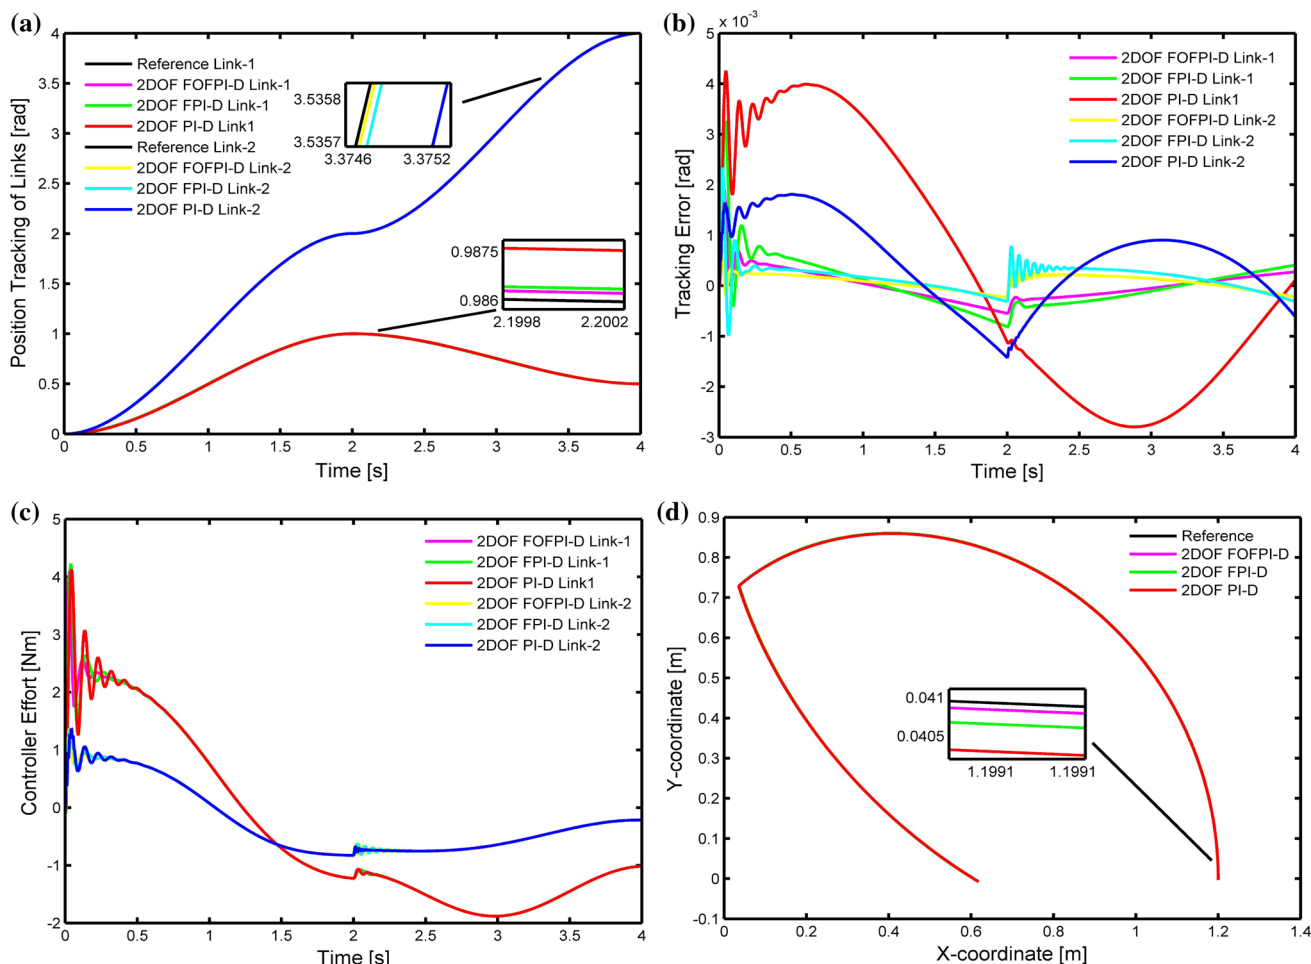 (a)
4
3.5
3
2.5
2
1.5
1
0.5
0
Position Tracking of Links [rad]
Reference Link-1
2DOF FOFPI-D Link-1
2DOF FPI-D Link-1
2DOF PI-D Link1
Reference Link-2
2DOF FOFPI-D Link-2
2DOF FPI-D Link-2
2DOF PI-D Link-2
3.5358
3.5357
3.3746 3.3752
0.9875
0.986
2.1998 2.2002
0 0.5 1 1.5 2 2.5 3 3.5 4
Time [s]
(b)
x 10⁻³
5
4
3
2
1
0
-1
-2
-3
Tracking Error [rad]
2DOF FOFPI-D Link-1
2DOF FPI-D Link-1
2DOF PI-D Link1
2DOF FOFPI-D Link-2
2DOF FPI-D Link-2
2DOF PI-D Link-2
0 0.5 1 1.5 2 2.5 3 3.5 4
Time [s]
(c)
5
4
3
2
1
0
-1
-2
Controller Effort [Nm]
2DOF FOFPI-D Link-1
2DOF FPI-D Link-1
2DOF PI-D Link1
2DOF FOFPI-D Link-2
2DOF FPI-D Link-2
2DOF PI-D Link-2
0 0.5 1 1.5 2 2.5 3 3.5 4
Time [s]
(d)
0.9
0.8
0.7
0.6
0.5
0.4
0.3
0.2
0.1
0
-0.1
Y-coordinate [m]
Reference
2DOF FOFPI-D
2DOF FPI-D
2DOF PI-D
0.041
0.0405
1.1991 1.1991
0 0.2 0.4 0.6 0.8 1 1.2 1.4
X-coordinate [m]